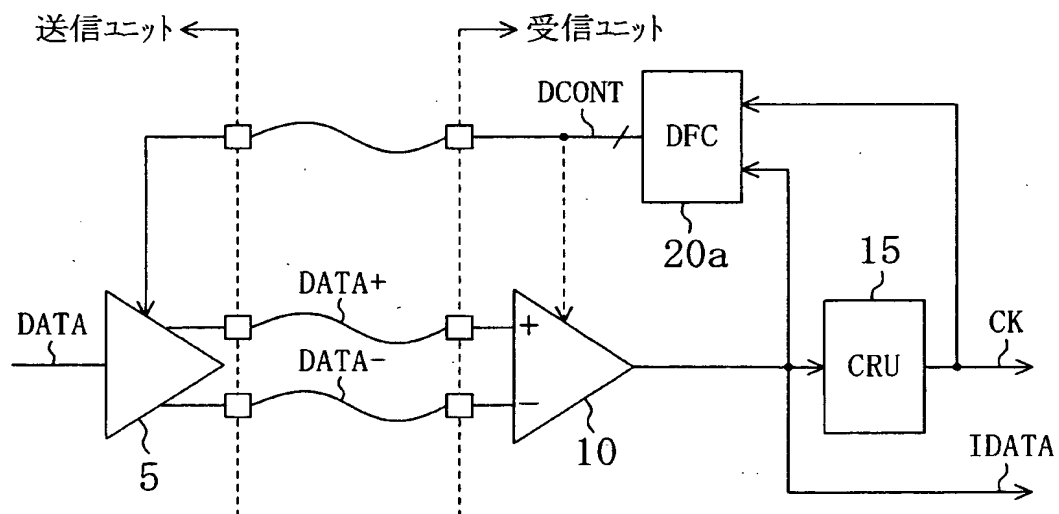 送信ユニット
受信ユニット
DCONT
DFC
20a
15
DATA+
DATA
DATA-
+
-
CRU
CK
5
10
IDATA